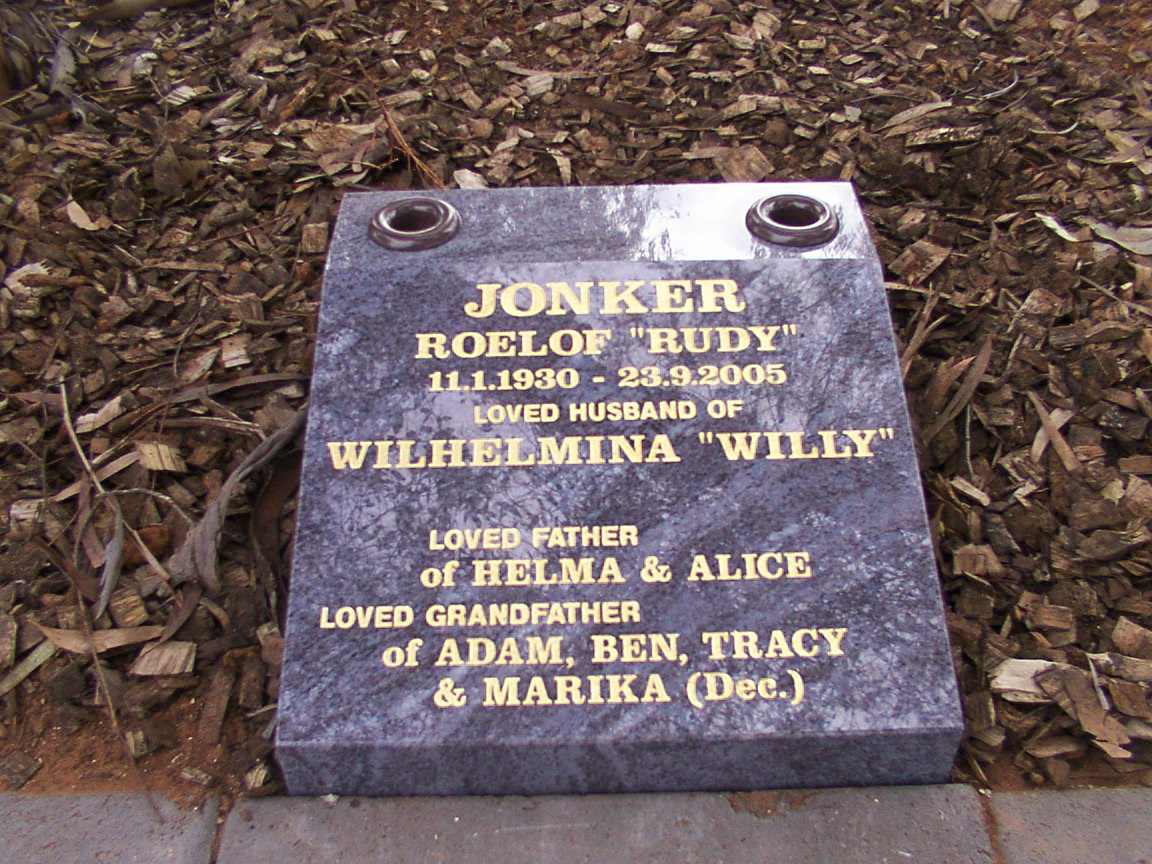 JONKER
ROELOF "RUDY"
11.1.1930 - 23.9.2005
LOVED HUSBAND OF
WILHELMINA "WILLY"
LOVED FATHER
of HELMA & ALICE
LOVED GRANDFATHER
of ADAM, BEN, TRACY
& MARIKA (Dec.)